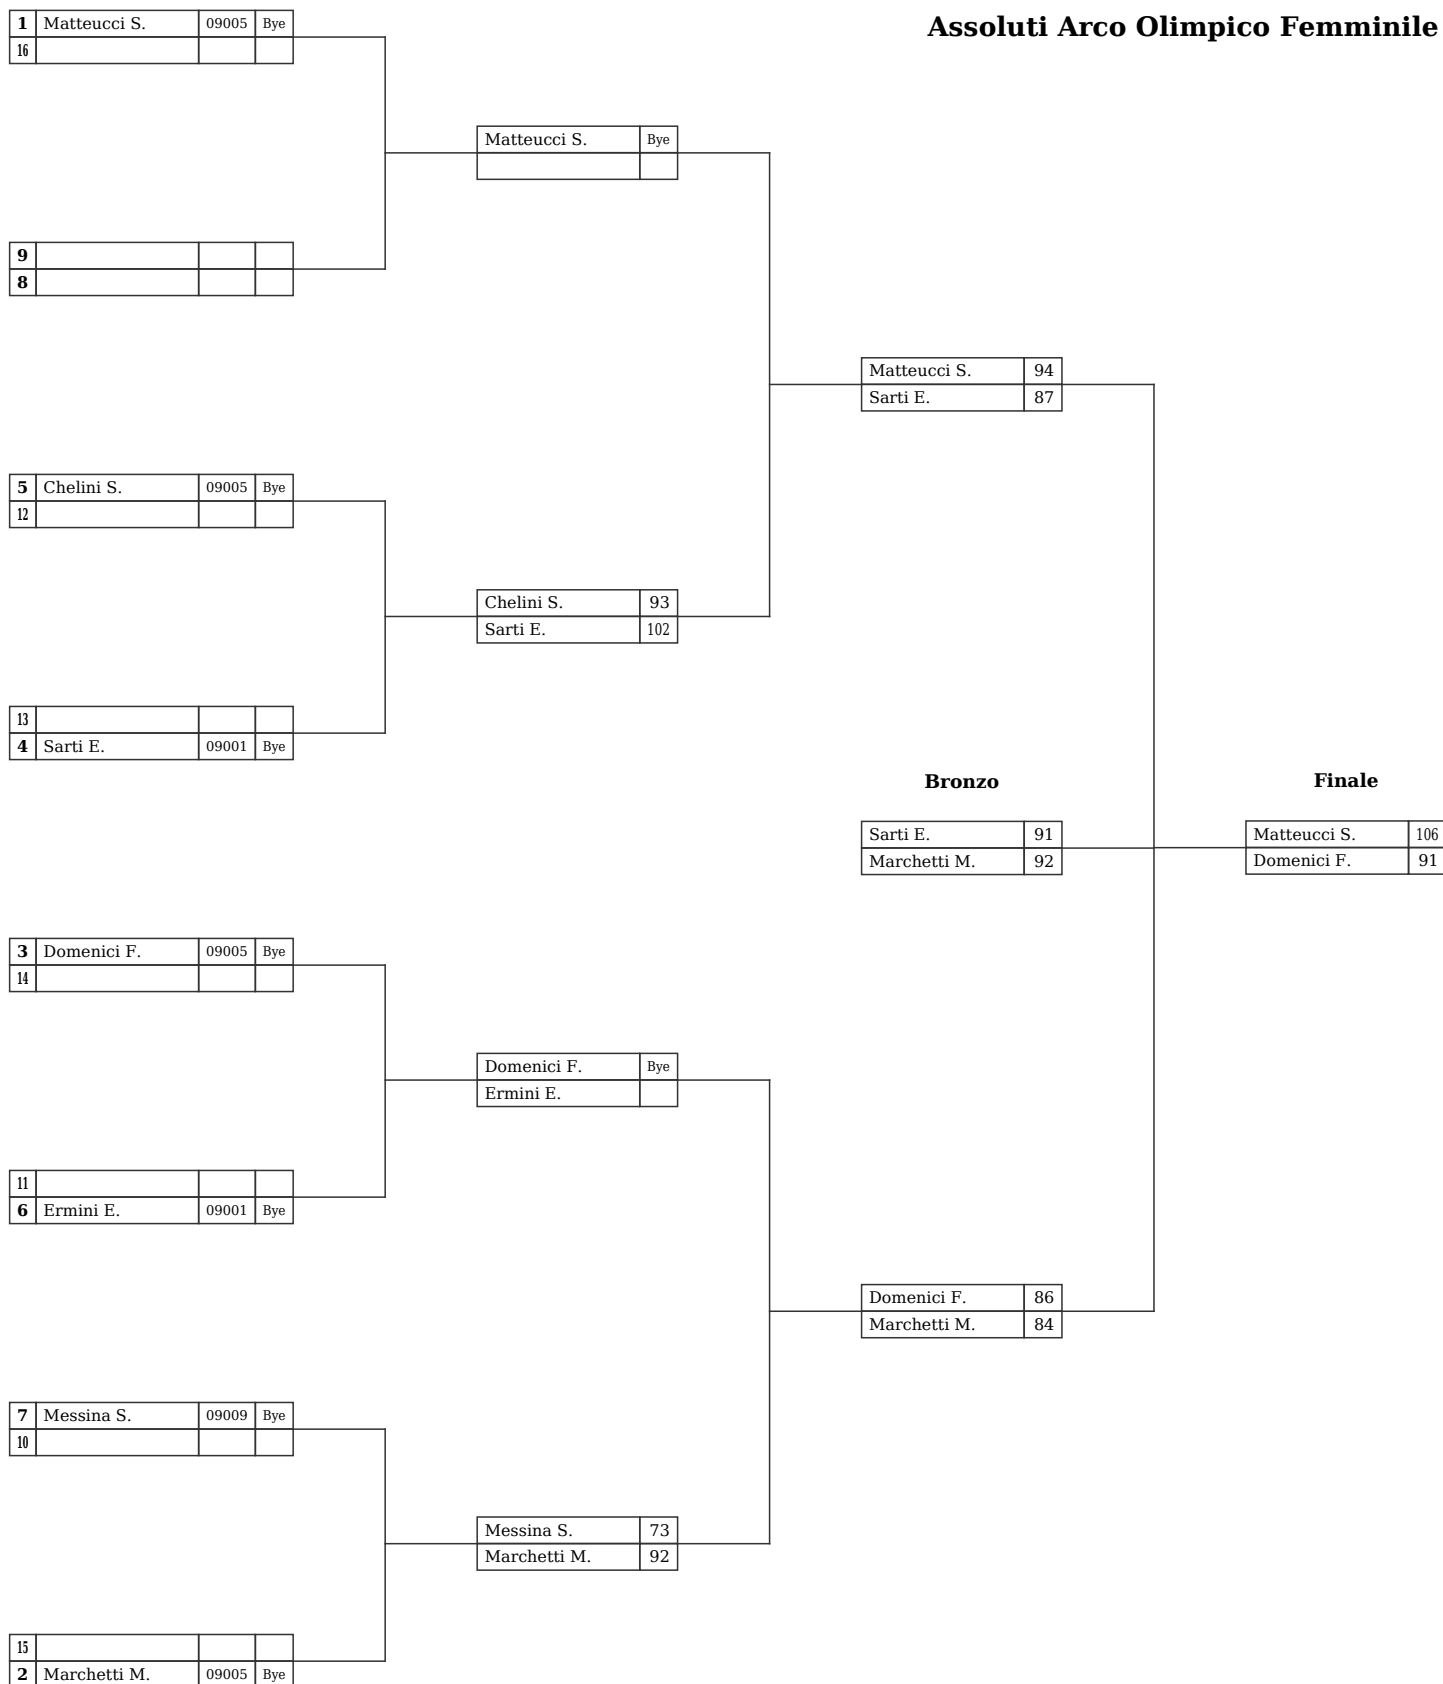 Assoluti Arco Olimpico Femminile
1 Matteucci S. 09005 Bye
16
Matteucci S. Bye
9
8
Matteucci S. 94
Sarti E. 87
5 Chelini S. 09005 Bye
12
Chelini S. 93
Sarti E. 102
13
4 Sarti E. 09001 Bye
Bronzo
Finale
Sarti E. 91
Marchetti M. 92
Matteucci S. 106
Domenici F. 91
3 Domenici F. 09005 Bye
14
Domenici F. Bye
Ermini E.
11
6 Ermini E. 09001 Bye
Domenici F. 86
Marchetti M. 84
7 Messina S. 09009 Bye
10
Messina S. 73
Marchetti M. 92
15
2 Marchetti M. 09005 Bye